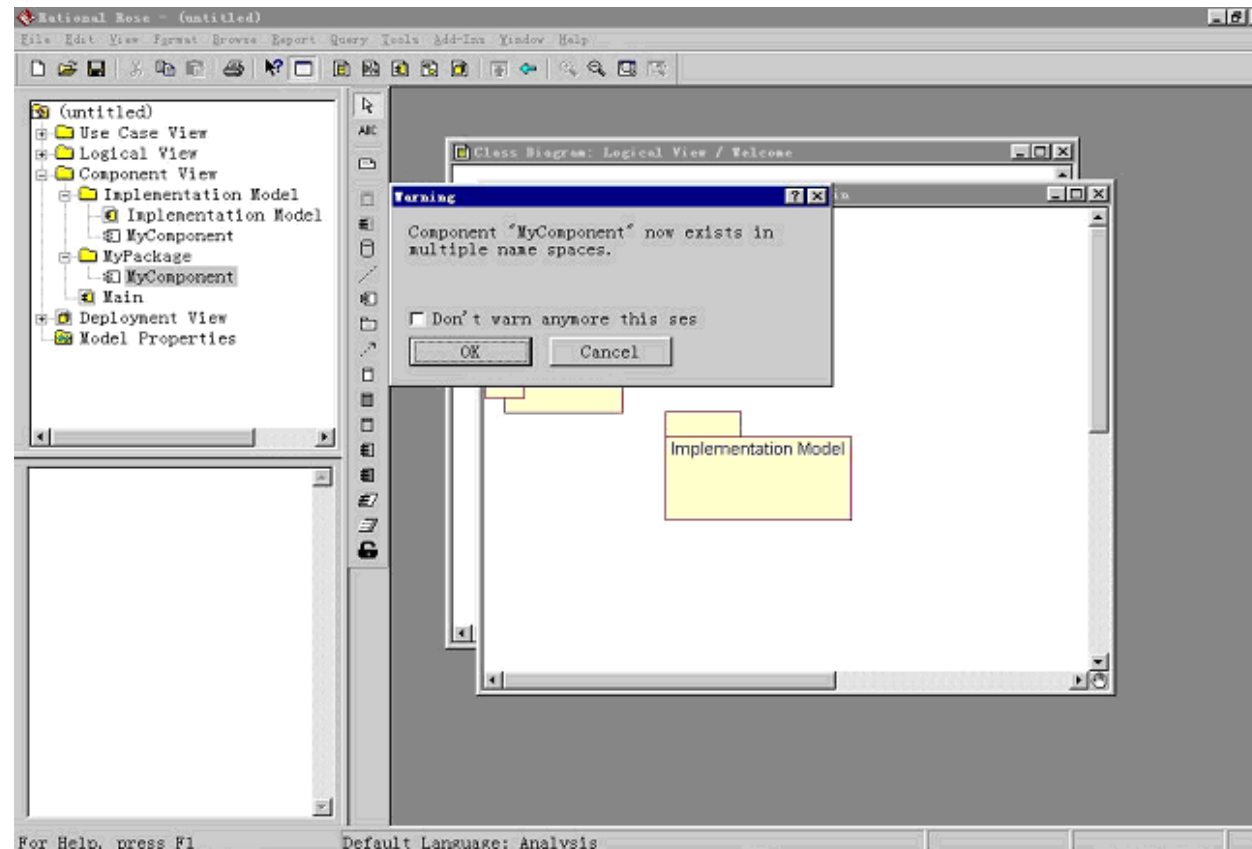 Rational Rose - (untitled)
File Edit View Format Browse Report Query Tools Add-Ins Window Help
(untitled)
Use Case View
Logical View
Component View
Implementation Model
Implementation Model
MyComponent
MyPackage
MyComponent
Main
Deployment View
Model Properties
ABC
Class Diagram: Logical View / Welcome
Warning
Component "MyComponent" now exists in
multiple name spaces.
Don't warn anymore this ses
OK Cancel
Implementation Model
For Help, press F1 Default Language: Analysis